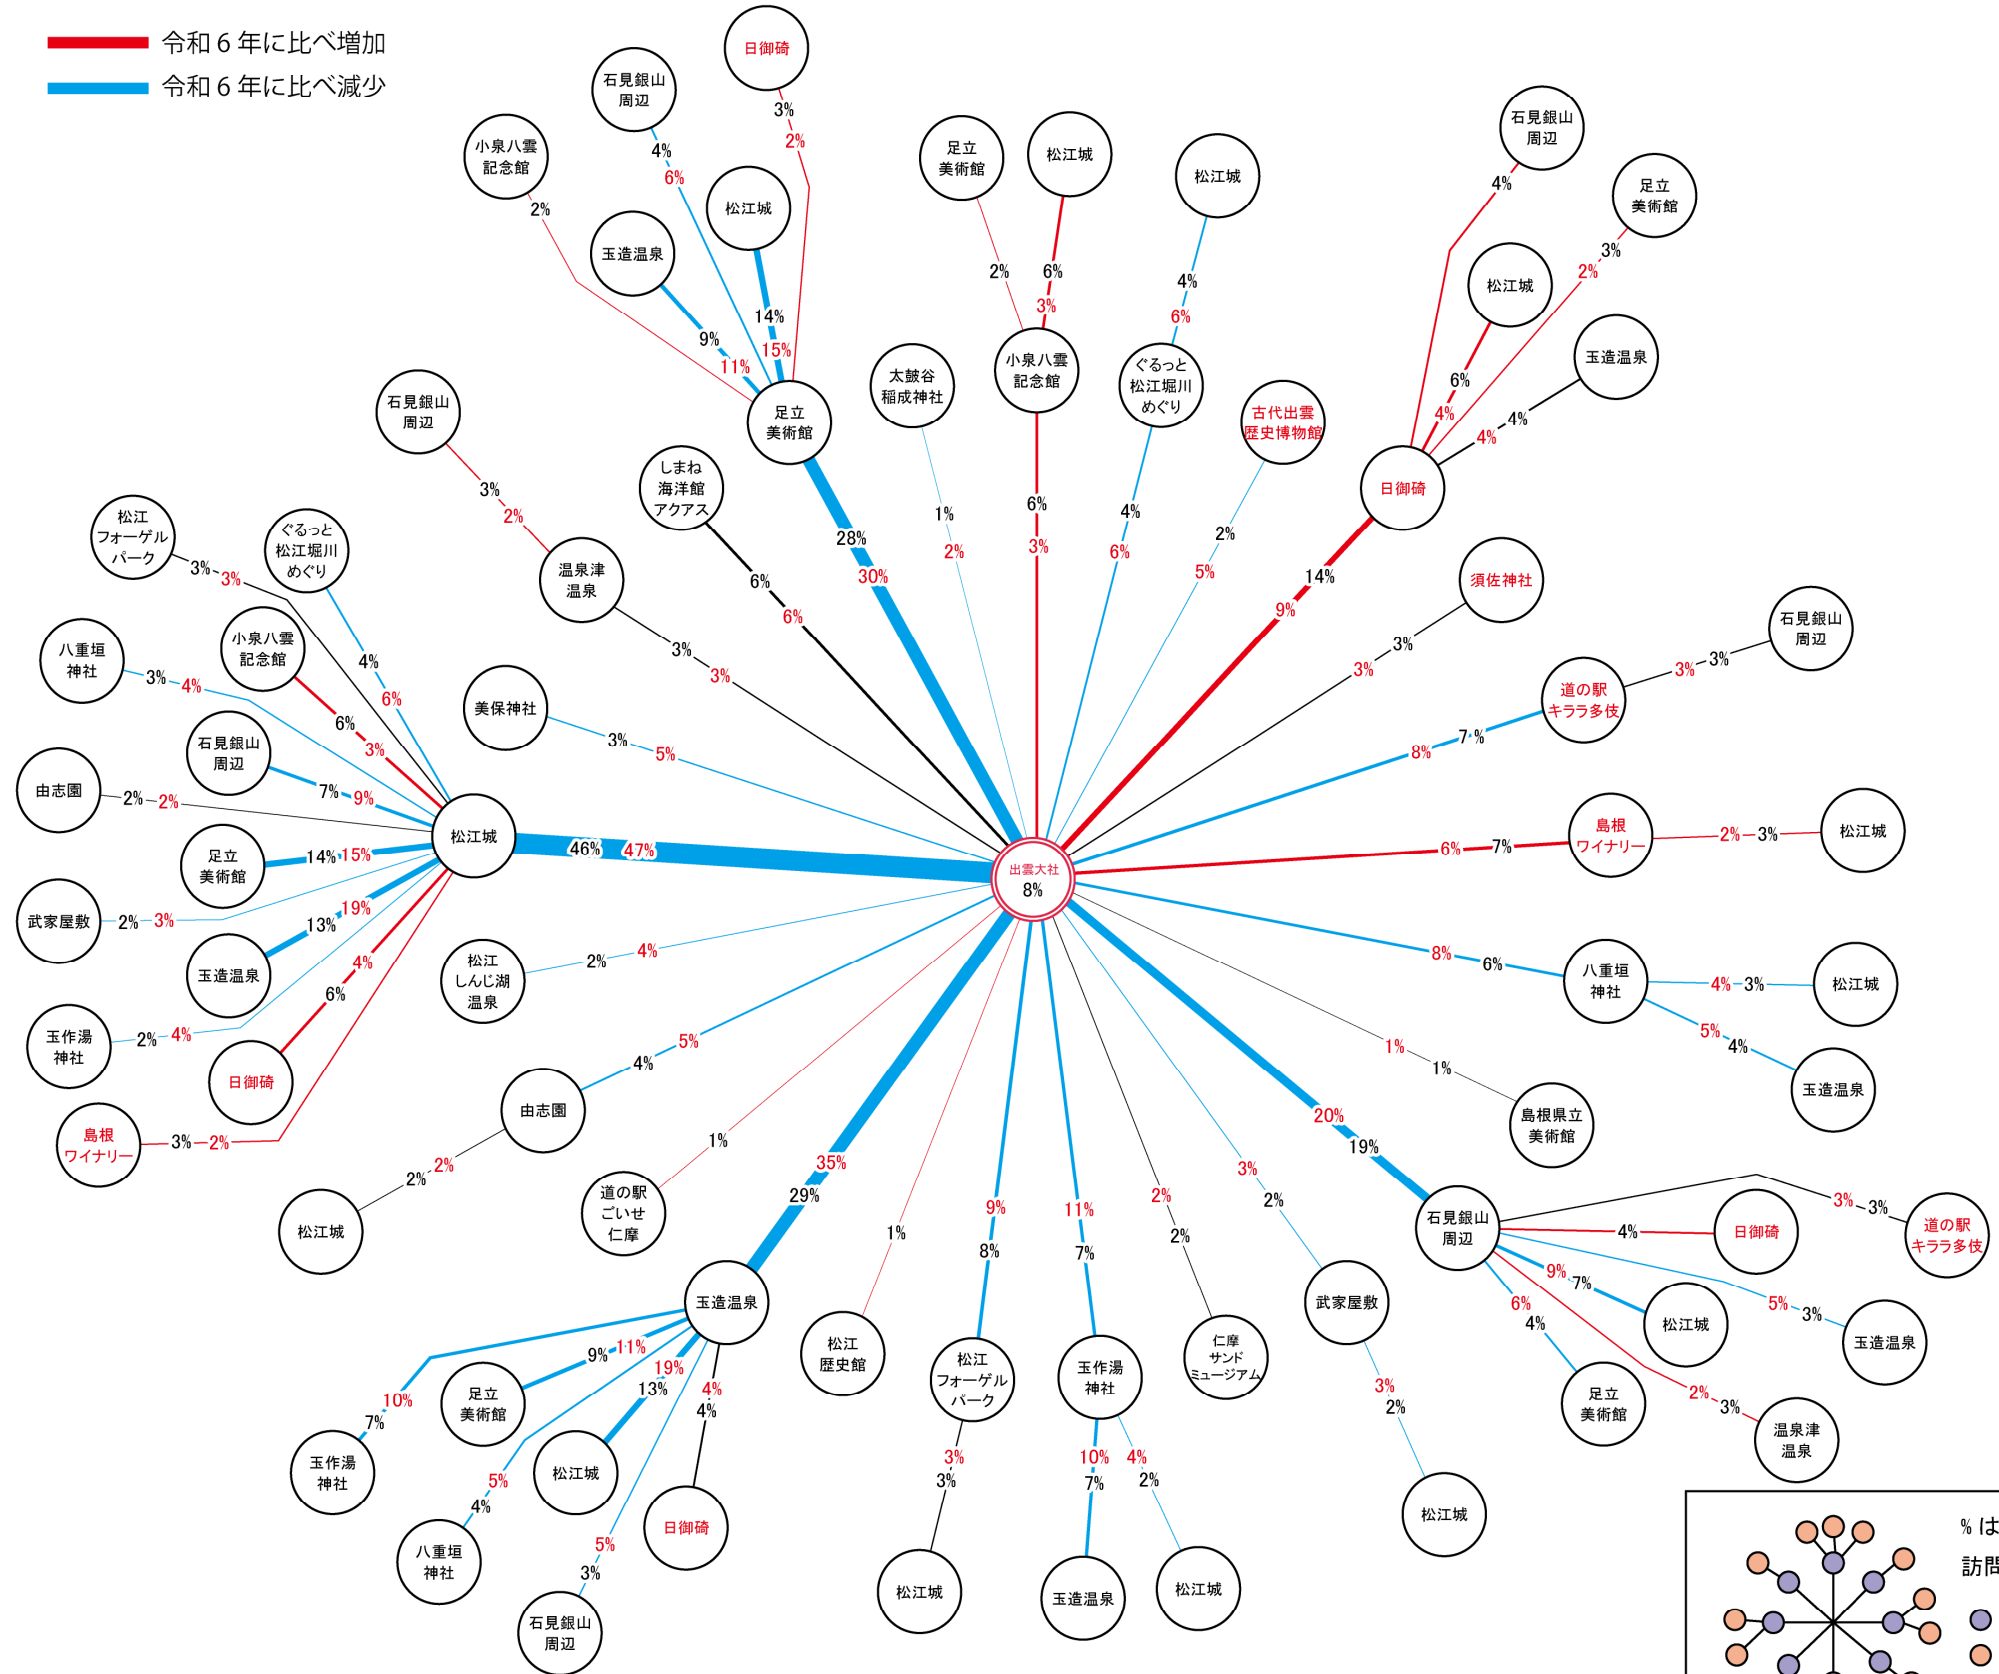 令和６年に比べ増加
令和６年に比べ減少
日御碕
3%
2%
石見銀山
周辺
4%
6%
小泉八雲
記念館
2%
松江城
14%
15%
玉造温泉
9%
11%
足立
美術館
28%
30%
足立
美術館
2%
松江城
6%
3%
小泉八雲
記念館
6%
3%
松江城
4%
6%
ぐるっと
松江堀川
めぐり
4%
6%
太鼓谷
稲成神社
1%
2%
古代出雲
歴史博物館
2%
5%
石見銀山
周辺
4%
足立
美術館
3%
2%
松江城
6%
4%
玉造温泉
4%
4%
日御碕
14%
9%
須佐神社
3%
3%
石見銀山
周辺
3%
3%
道の駅
キララ多伎
7%
8%
島根
ワイナリー
6%
7%
2%
3%
松江城
八重垣
神社
8%
6%
4%
3%
松江城
5%
4%
玉造温泉
1%
1%
島根県立
美術館
20%
19%
石見銀山
周辺
3%
3%
道の駅
キララ多伎
4%
日御碕
9%
7%
松江城
5%
3%
玉造温泉
6%
4%
足立
美術館
2%
3%
温泉津
温泉
3%
2%
武家屋敷
3%
2%
松江城
2%
2%
仁摩
サンド
ミュージアム
11%
7%
玉作湯
神社
10%
7%
玉造温泉
4%
2%
松江城
9%
8%
松江
フォーゲル
パーク
3%
3%
松江城
1%
松江
歴史館
35%
29%
玉造温泉
10%
7%
玉作湯
神社
9%
11%
足立
美術館
5%
4%
八重垣
神社
19%
13%
松江城
5%
3%
石見銀山
周辺
4%
4%
日御碕
1%
道の駅
ごいせ
仁摩
5%
4%
由志園
2%
2%
松江城
4%
2%
松江
しんじ湖
温泉
出雲大社
8%
46%
47%
松江城
松江
フォーゲル
パーク
3%
3%
ぐるっと
松江堀川
めぐり
4%
6%
八重垣
神社
3%
4%
小泉八雲
記念館
6%
3%
石見銀山
周辺
7%
9%
由志園
2%
2%
足立
美術館
14%
15%
武家屋敷
2%
3%
玉造温泉
13%
19%
玉作湯
神社
2%
4%
日御碕
6%
4%
島根
ワイナリー
3%
2%
美保神社
3%
5%
石見銀山
周辺
3%
2%
温泉津
温泉
3%
3%
しまね
海洋館
アクアス
6%
6%
% は
訪問